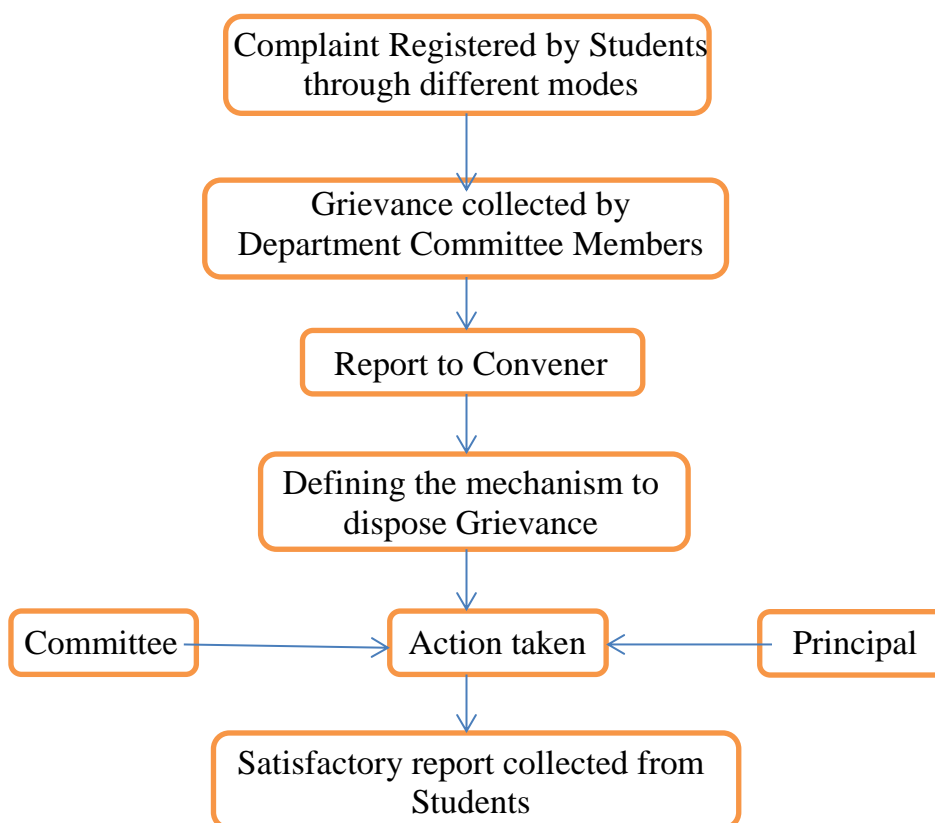 Complaint Registered by Students
through different modes
Grievance collected by
Department Committee Members
Report to Convener
Defining the mechanism to
dispose Grievance
Committee
Action taken
Principal
Satisfactory report collected from
Students